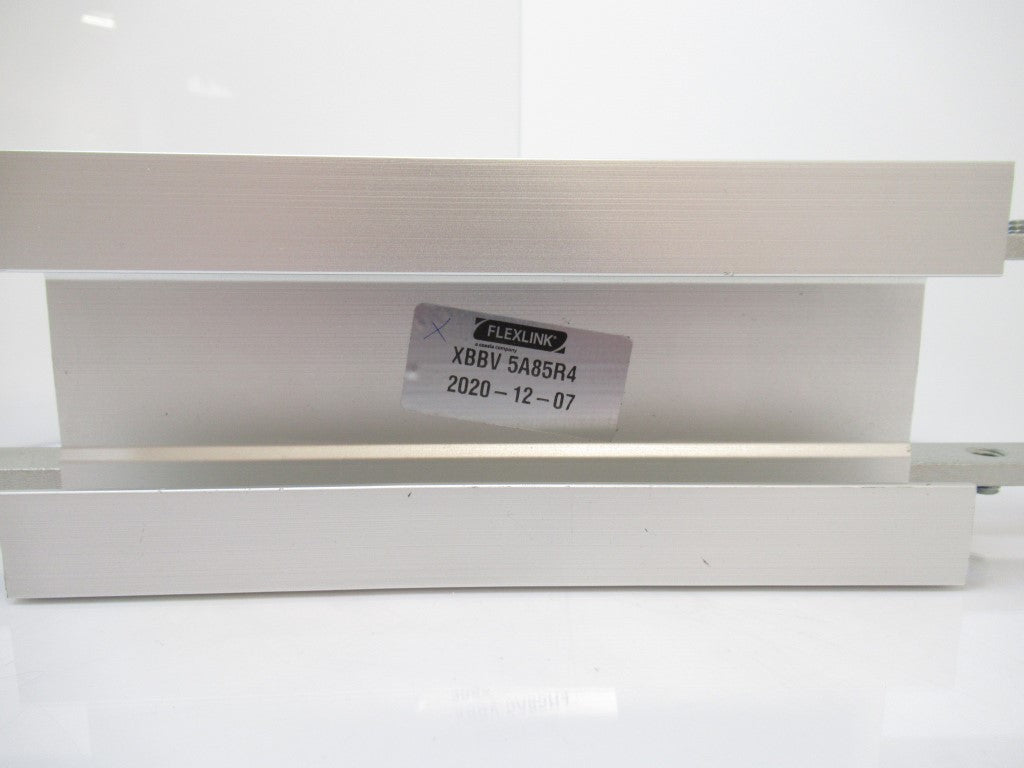 FLEXLINK®
a coesia company
XBBV 5A85R4
2020-12-07